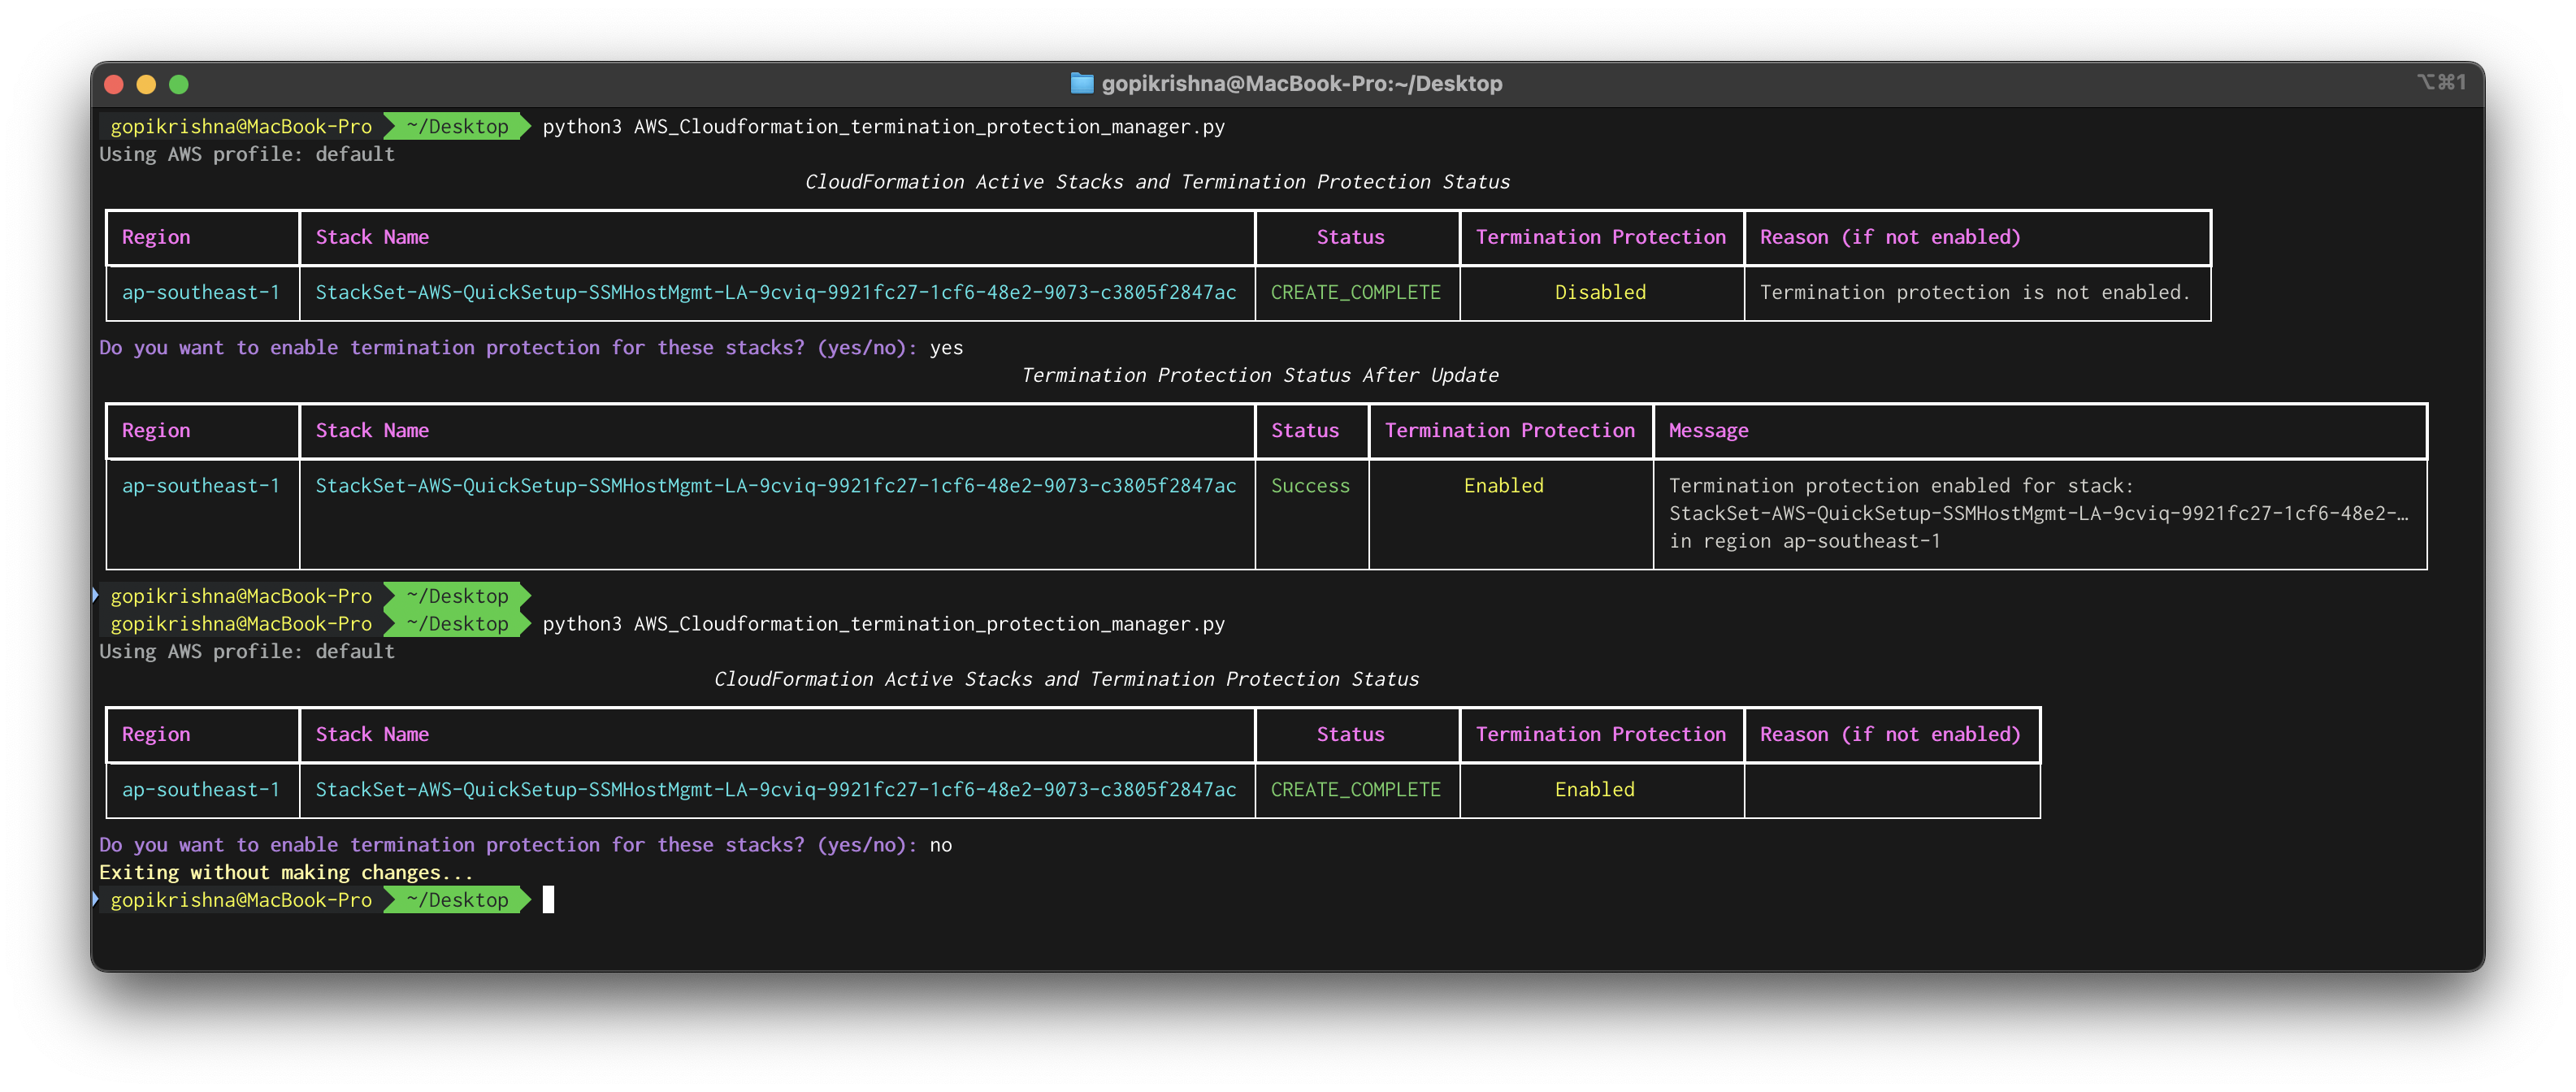 gopikrishna@MacBook-Pro:~/Desktop
⌥⌘1
gopikrishna@MacBook-Pro ~/Desktop python3 AWS_Cloudformation_termination_protection_manager.py
Using AWS profile: default
CloudFormation Active Stacks and Termination Protection Status
Region Stack Name Status Termination Protection Reason (if not enabled)
ap-southeast-1 StackSet-AWS-QuickSetup-SSMHostMgmt-LA-9cviq-9921fc27-1cf6-48e2-9073-c3805f2847ac CREATE_COMPLETE Disabled Termination protection is not enabled.
Do you want to enable termination protection for these stacks? (yes/no): yes
Termination Protection Status After Update
Region Stack Name Status Termination Protection Message
ap-southeast-1 StackSet-AWS-QuickSetup-SSMHostMgmt-LA-9cviq-9921fc27-1cf6-48e2-9073-c3805f2847ac Success Enabled Termination protection enabled for stack:
StackSet-AWS-QuickSetup-SSMHostMgmt-LA-9cviq-9921fc27-1cf6-48e2-…
in region ap-southeast-1
gopikrishna@MacBook-Pro ~/Desktop
gopikrishna@MacBook-Pro ~/Desktop python3 AWS_Cloudformation_termination_protection_manager.py
Using AWS profile: default
CloudFormation Active Stacks and Termination Protection Status
Region Stack Name Status Termination Protection Reason (if not enabled)
ap-southeast-1 StackSet-AWS-QuickSetup-SSMHostMgmt-LA-9cviq-9921fc27-1cf6-48e2-9073-c3805f2847ac CREATE_COMPLETE Enabled
Do you want to enable termination protection for these stacks? (yes/no): no
Exiting without making changes...
gopikrishna@MacBook-Pro ~/Desktop